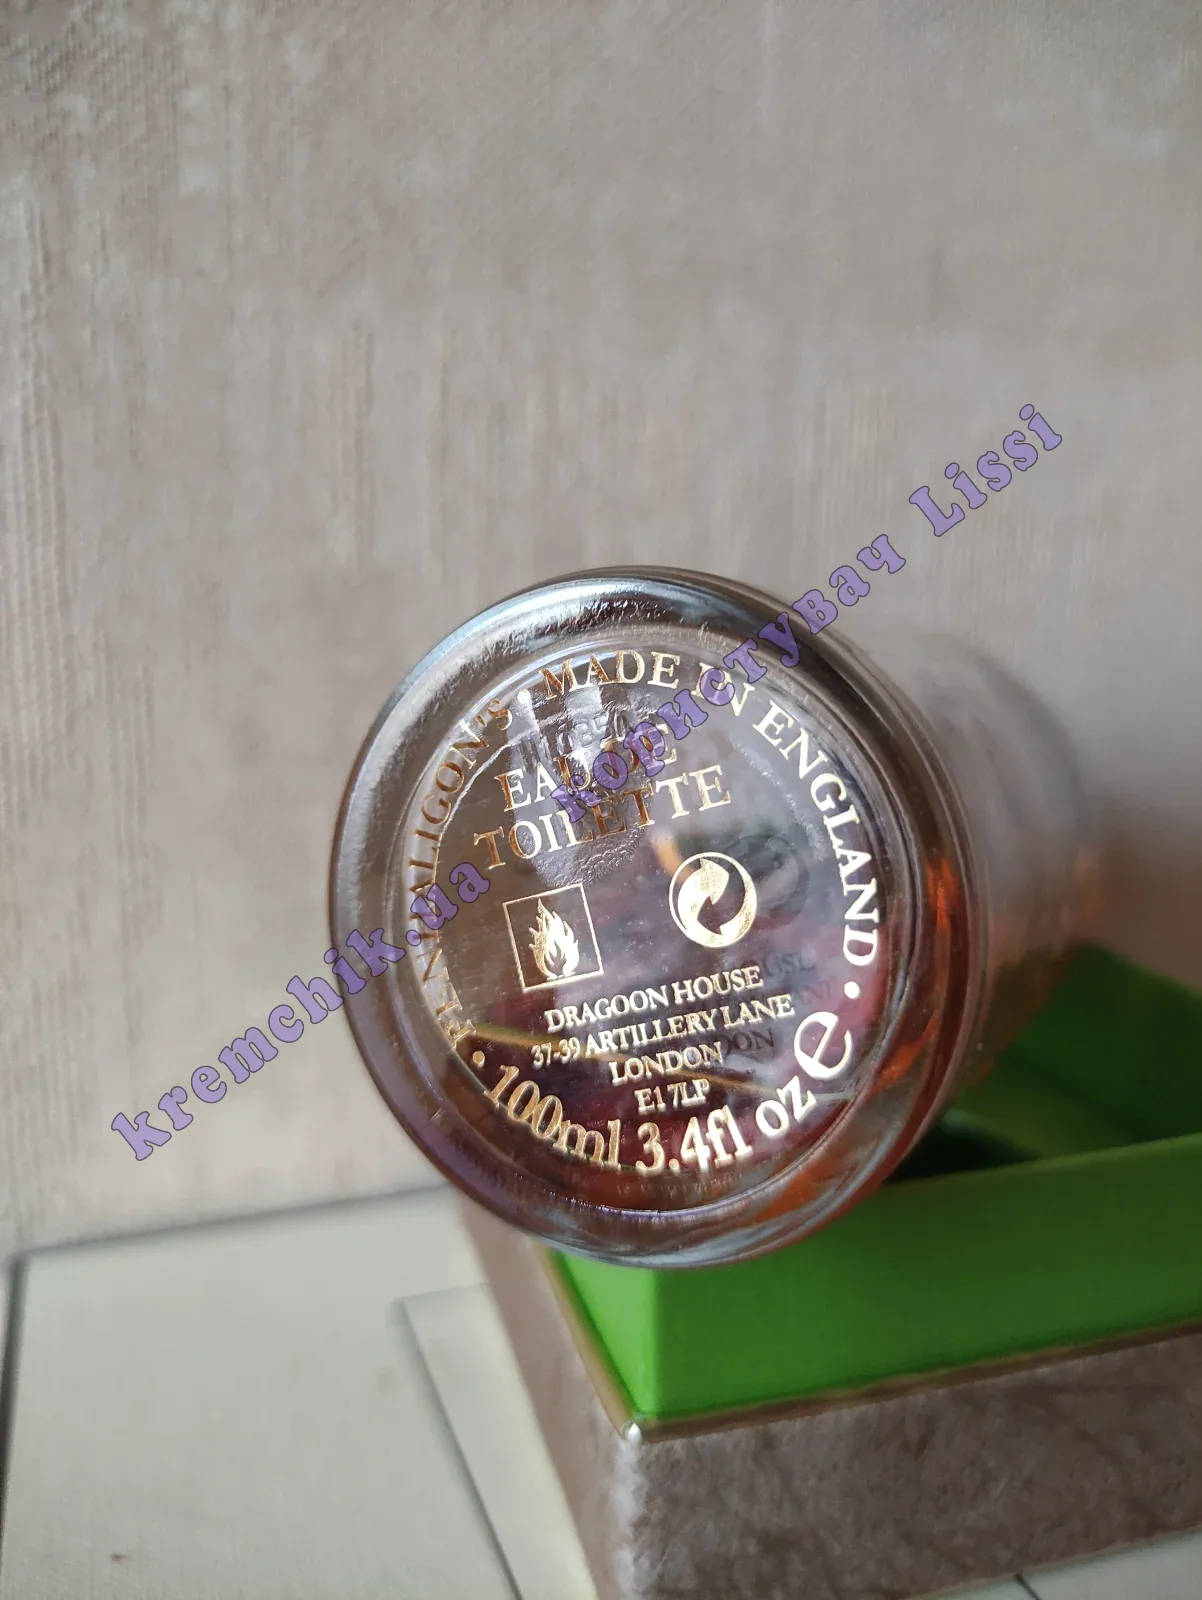 PENHALIGON's • MADE IN ENGLAND •
EAU DE
TOILETTE
DRAGOON HOUSE
37-39 ARTILLERY LANE
LONDON
E1 7LP
• 100ml 3.4fl oz e
kremchik.ua користувач Lissi